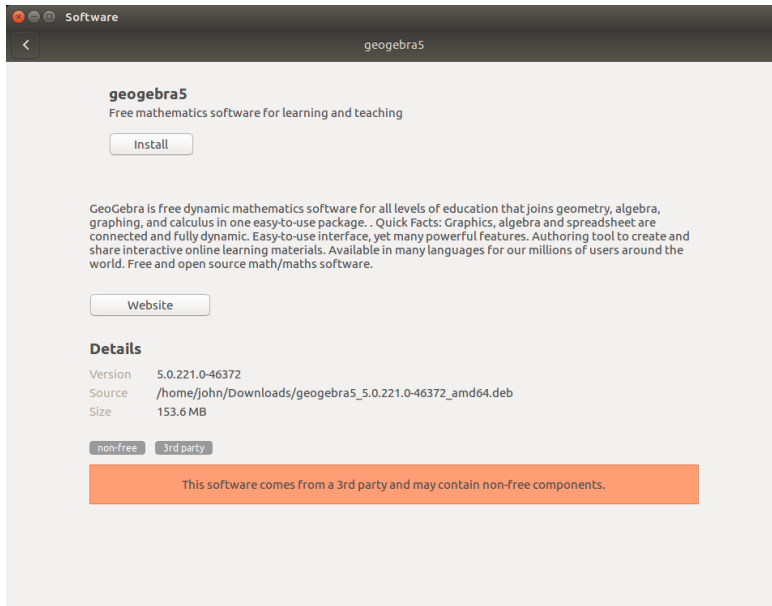 Software
geogebra5
geogebra5
Free mathematics software for learning and teaching
Install
GeoGebra is free dynamic mathematics software for all levels of education that joins geometry, algebra,
graphing, and calculus in one easy-to-use package. . Quick Facts: Graphics, algebra and spreadsheet are
connected and fully dynamic. Easy-to-use interface, yet many powerful features. Authoring tool to create and
share interactive online learning materials. Available in many languages for our millions of users around the
world. Free and open source math/maths software.
Website
Details
Version 5.0.221.0-46372
Source /home/john/Downloads/geogebra5_5.0.221.0-46372_amd64.deb
Size 153.6 MB
non-free 3rd party
This software comes from a 3rd party and may contain non-free components.